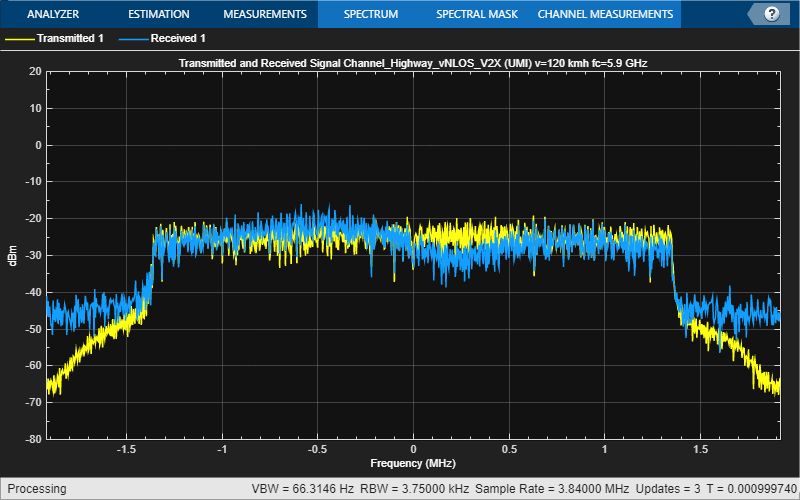 ANALYZER ESTIMATION MEASUREMENTS SPECTRUM SPECTRAL MASK CHANNEL MEASUREMENTS ?
Transmitted 1 Received 1
Transmitted and Received Signal Channel_Highway_vNLOS_V2X (UMI) v=120 kmh fc=5.9 GHz
20
10
0
-10
-20
-30
-40
-50
-60
-70
-80
dBm
-1.5 -1 -0.5 0 0.5 1 1.5
Frequency (MHz)
Processing VBW = 66.3146 Hz RBW = 3.75000 kHz Sample Rate = 3.84000 MHz Updates = 3 T = 0.000999740